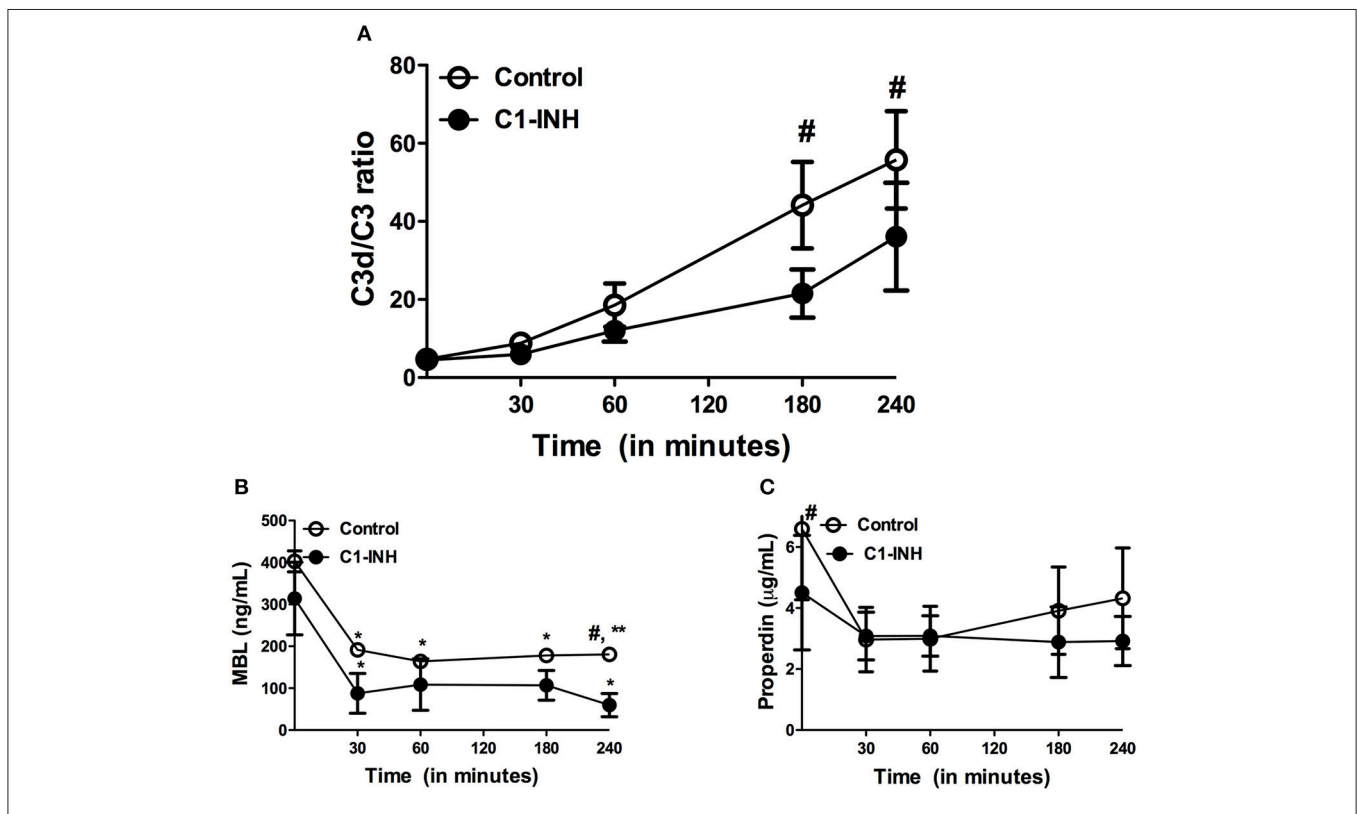 A
80
60
40
20
0
C3d/C3 ratio
Control
C1-INH
#
#
30 60 120 180 240
Time (in minutes)
B
500
400
300
200
100
0
MBL (ng/mL)
Control
C1-INH
* * * #, **
* *
30 60 120 180 240
Time (in minutes)
C
6
4
2
0
Properdin (μg/mL)
#
Control
C1-INH
30 60 120 180 240
Time (in minutes)